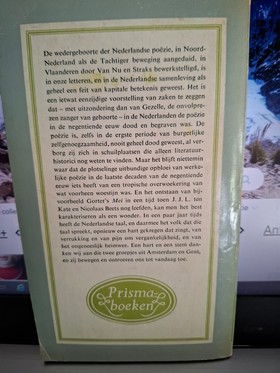 De wedergeboorte der Nederlandse poëzie, in Noord-
Nederland als de Tachtiger beweging aangeduid, in
Vlaanderen door Van Nu en Straks bewerkstelligd, is
in onze letteren, en in de Nederlandse samenleving als
geheel een feit van kapitale betekenis geweest. Het is
een ietwat eenzijdige voorstelling van zaken te zeggen
dat – met uitzondering dan van Gezelle, de onvolpre-
zen zanger van geboorte – in de Nederlanden de poëzie
in de negentiende eeuw dood en begraven was. De
poëzie is, zelfs in de ergste periode van burgerlijke
zelfgenoegzaamheid, nooit geheel dood geweest, al ver-
borg zij zich in schuilplaatsen die alleen literatuur-
historici nog weten te vinden. Maar het blijft niettemin
waar dat de plotselinge uitbundige opbloei van werke-
lijke poëzie in de laatste decaden van de negentiende
eeuw iets heeft van een tropische overwoekering van
wat voorheen woestijn was. En het ontstaan van bij-
voorbeeld Gorter's Mei in een tijd toen J. J. L. ten
Kate en Nicolaas Beets nog leefden, kan men het best
karakteriseren als een wonder. In een paar jaar tijds
heeft de Nederlandse taal, en daarmee het volk dat die
taal spreekt, opnieuw een hart gekregen dat zingt, van
verrukking en van pijn om vergankelijkheid, en van
het ongemeten heimwee. Een hart en een stem dan-
ken wij aan die twee groepjes uit Amsterdam en Gent,
en zij bewegen en ontroeren ons tot vandaag toe.
Prisma-
boeken